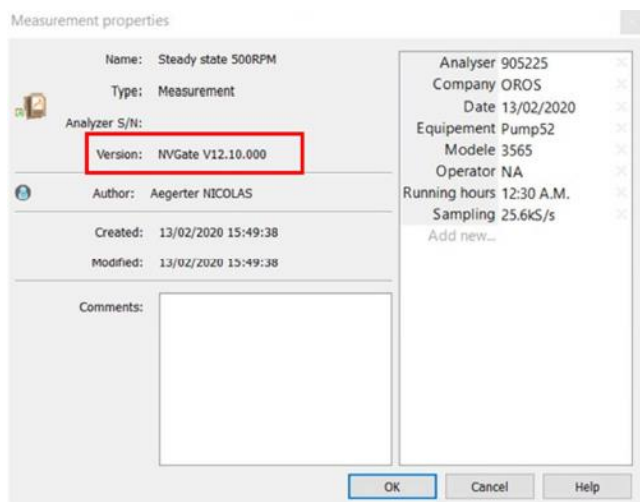 Measurement properties
Name: Steady state 500RPM
Type: Measurement
Analyzer S/N:
Version: NVGate V12.10.000
Author: Aegerter NICOLAS
Created: 13/02/2020 15:49:38
Modified: 13/02/2020 15:49:38
Comments:
Analyser 905225
Company OROS
Date 13/02/2020
Equipement Pump52
Modele 3565
Operator NA
Running hours 12:30 A.M.
Sampling 25.6kS/s
Add new...
OK
Cancel
Help